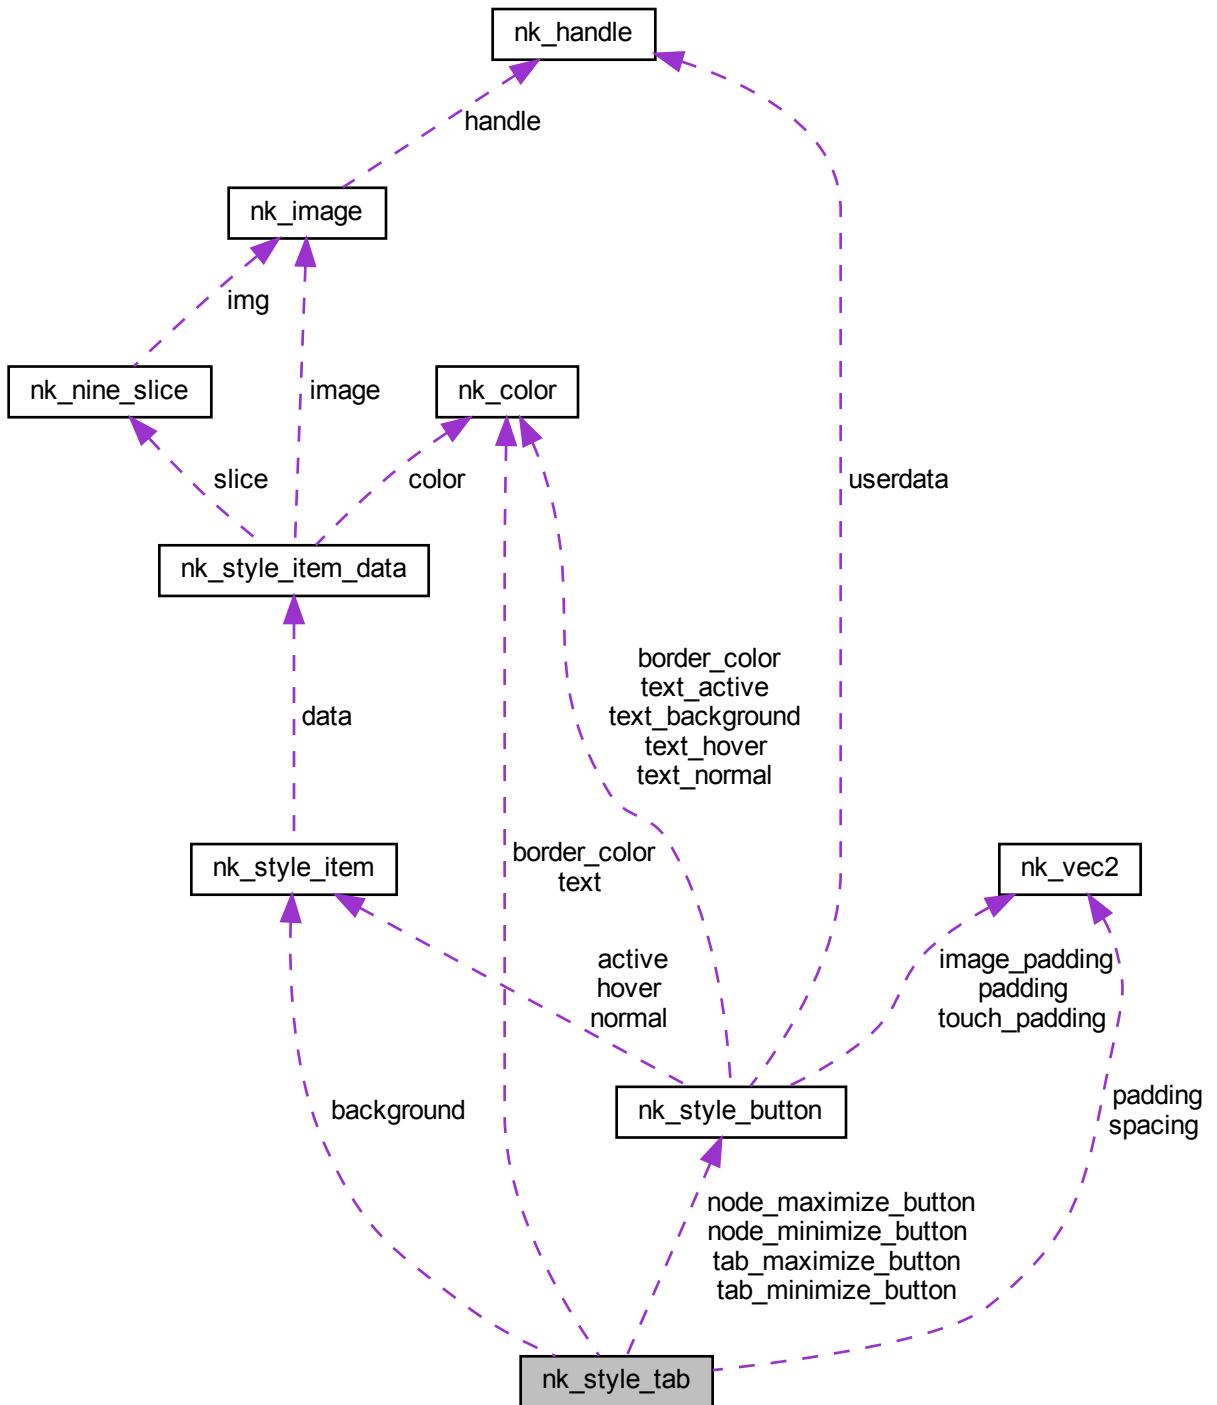 nk_handle
handle
nk_image
img
nk_nine_slice
image
nk_color
slice
color
userdata
nk_style_item_data
border_color
text_active
text_background
text_hover
text_normal
data
border_color
text
nk_style_item
nk_vec2
active
hover
normal
image_padding
padding
touch_padding
background
nk_style_button
padding
spacing
node_maximize_button
node_minimize_button
tab_maximize_button
tab_minimize_button
nk_style_tab